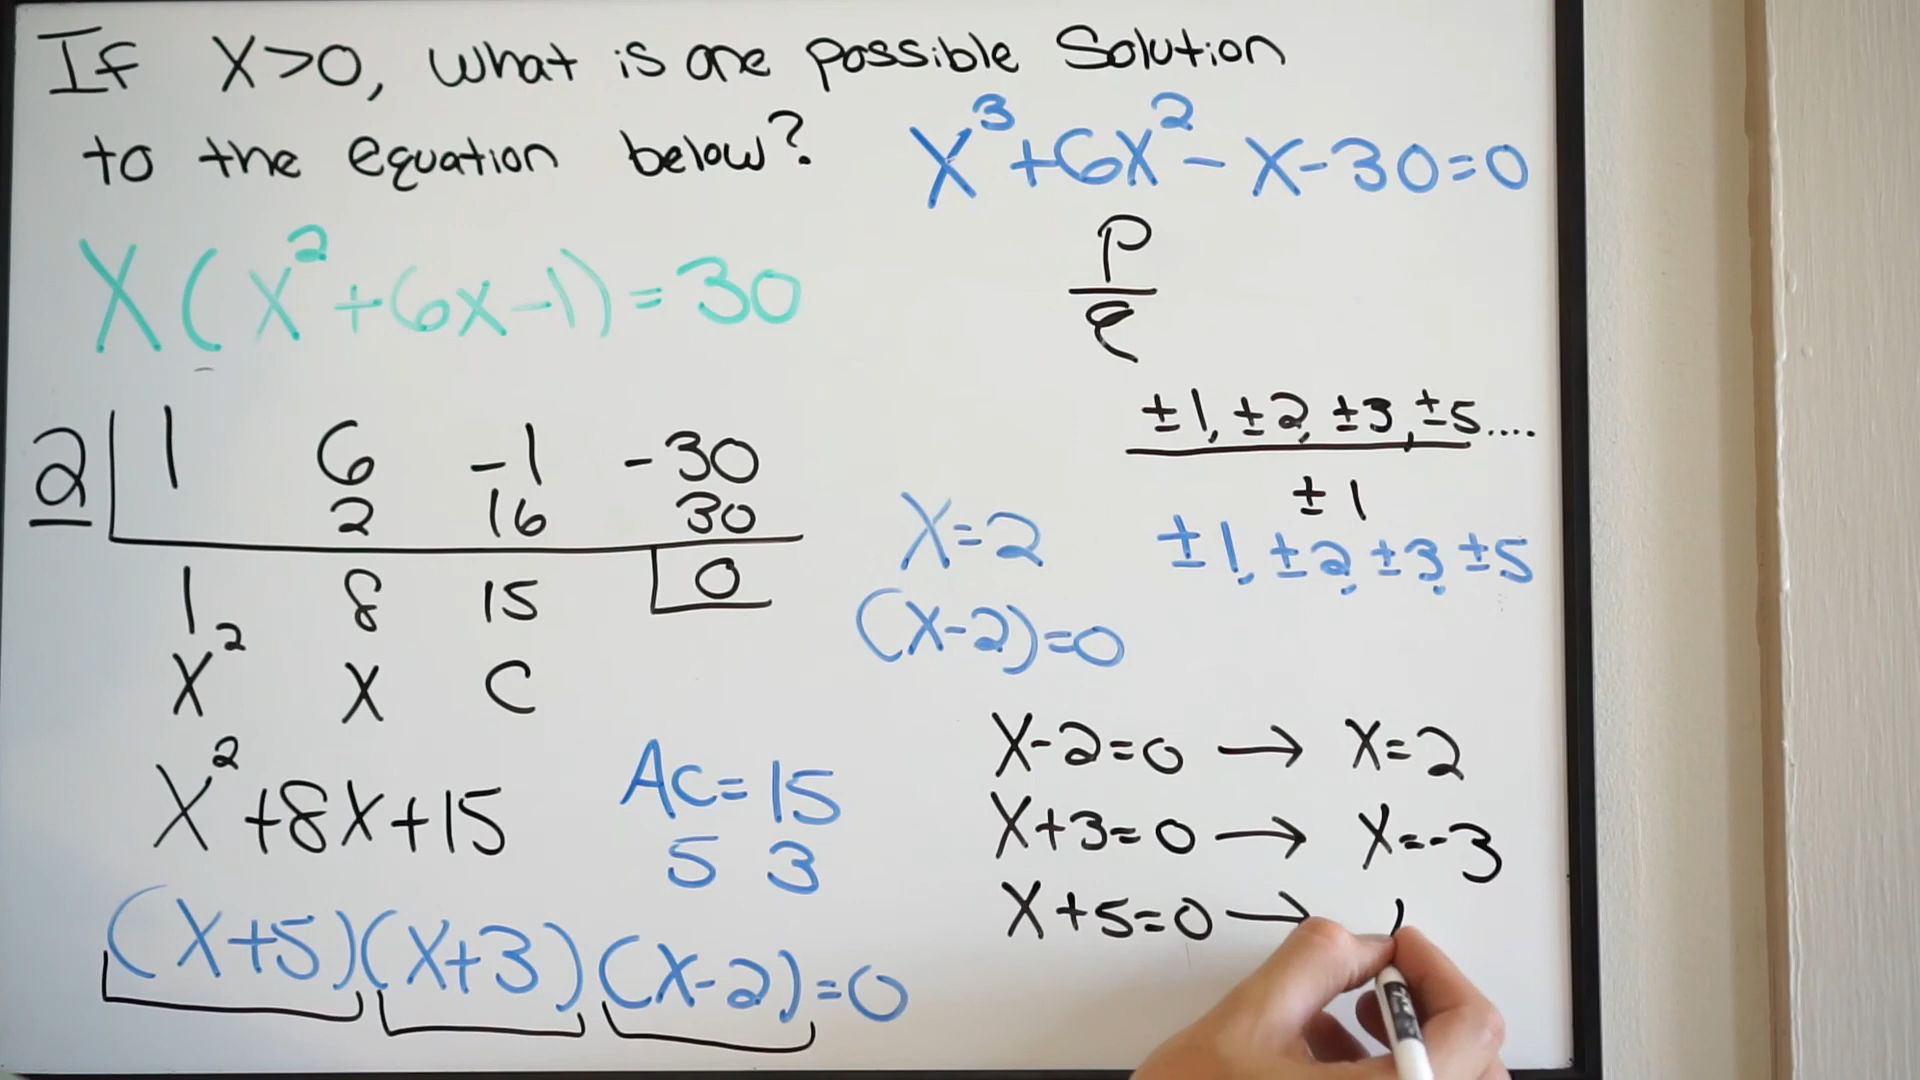 If X>0, What is one possible Solution
to the equation below?
X³+6X²-X-30=0
X(X²+6X-1)=30
P
q
±1, ±2, ±3, ±5....
±1
±1, ±2, ±3, ±5
2 | 1 6 -1 -30
2 16 30
1 8 15 0
X² X C
X=2
(X-2)=0
X²+8X+15
AC=15
5 3
(X+5)(X+3)(X-2)=0
X-2=0 → X=2
X+3=0 → X=-3
X+5=0 →